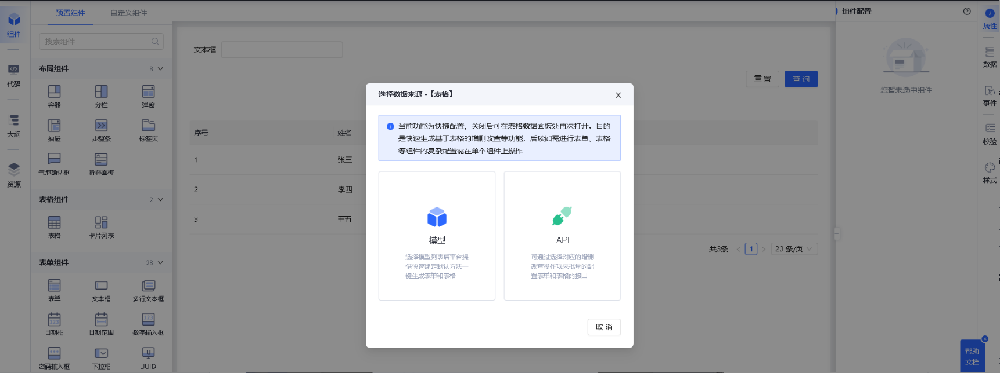 预置组件
自定义组件
组件
搜索组件
布局组件
8
容器
分栏
弹窗
代码
抽屉
步骤条
标签页
大纲
气泡确认框
折叠面板
资源
表格组件
2
表格
卡片列表
表单组件
28
表单
文本框
多行文本框
日期框
日期范围
数字输入框
密码输入框
下拉框
UUID
文本框
重 置
查 询
序号
姓名
1
张三
2
李四
3
王五
共3条
1
20 条/页
选择数据来源 -【表格】
X
当前功能为快捷配置，关闭后可在表格数据面板处再次打开。目的
是快速生成基于表格的增删改查等功能，后续如需进行表单、表格
等组件的复杂配置需在单个组件上操作
模型
选择模型列表后平台提
供快速绑定默认方法一
键生成表单和表格
API
可通过选择对应的增删
改查操作项来批量的配
置表单和表格的接口
取 消
组件配置
您暂未选中组件
属性
数据
事件
校验
样式
帮助
文档